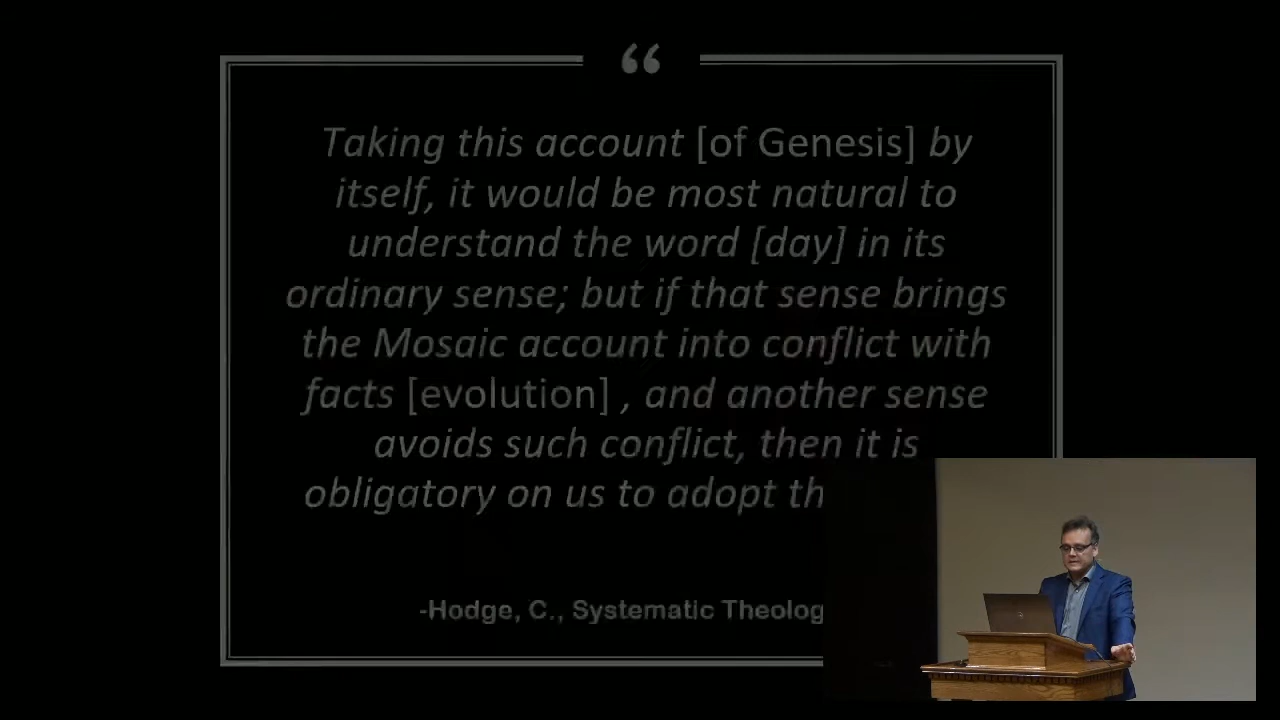 “
Taking this account [of Genesis] by
itself, it would be most natural to
understand the word [day] in its
ordinary sense; but if that sense brings
the Mosaic account into conflict with
facts [evolution] , and another sense
avoids such conflict, then it is
obligatory on us to adopt th
-Hodge, C., Systematic Theolog